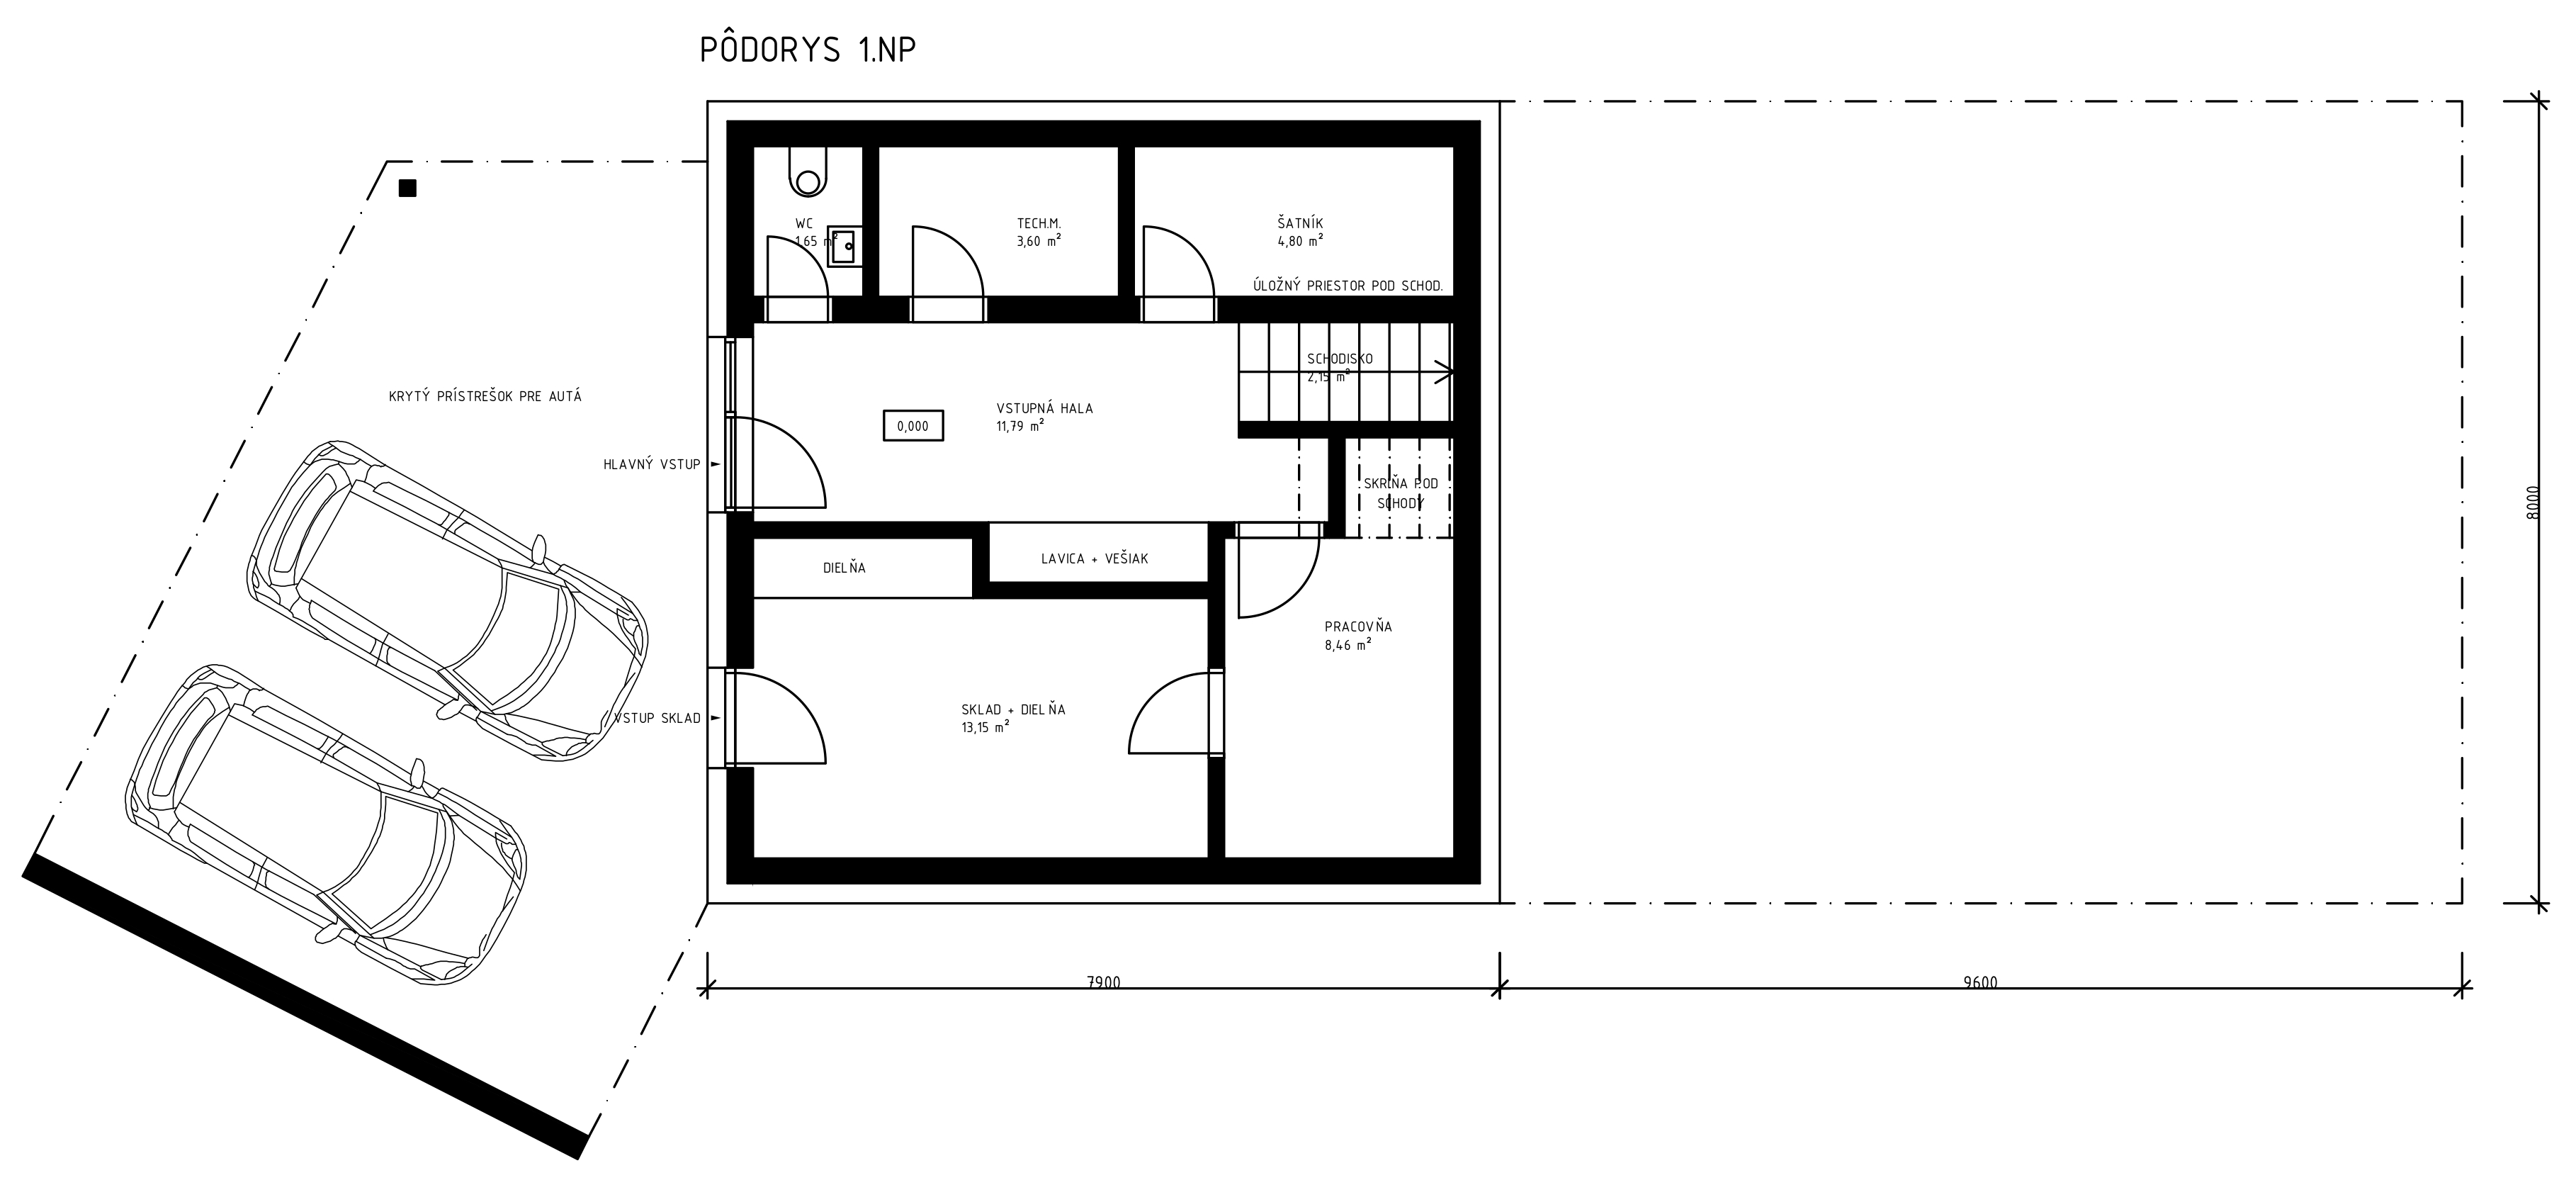 PÔDORYS 1.NP
WC
1,65 m²
TECH.M.
3,60 m²
ŠATNÍK
4,80 m²
ÚLOŽNÝ PRIESTOR POD SCHOD.
SCHODISKO
2,15 m²
KRYTÝ PRÍSTREŠOK PRE AUTÁ
VSTUPNÁ HALA
11,79 m²
0,000
HLAVNÝ VSTUP
SKRIŇA POD
SCHODY
8000
DIELŇA
LAVICA + VEŠIAK
PRACOVŇA
8,46 m²
VSTUP SKLAD
SKLAD + DIELŇA
13,15 m²
7900
9600